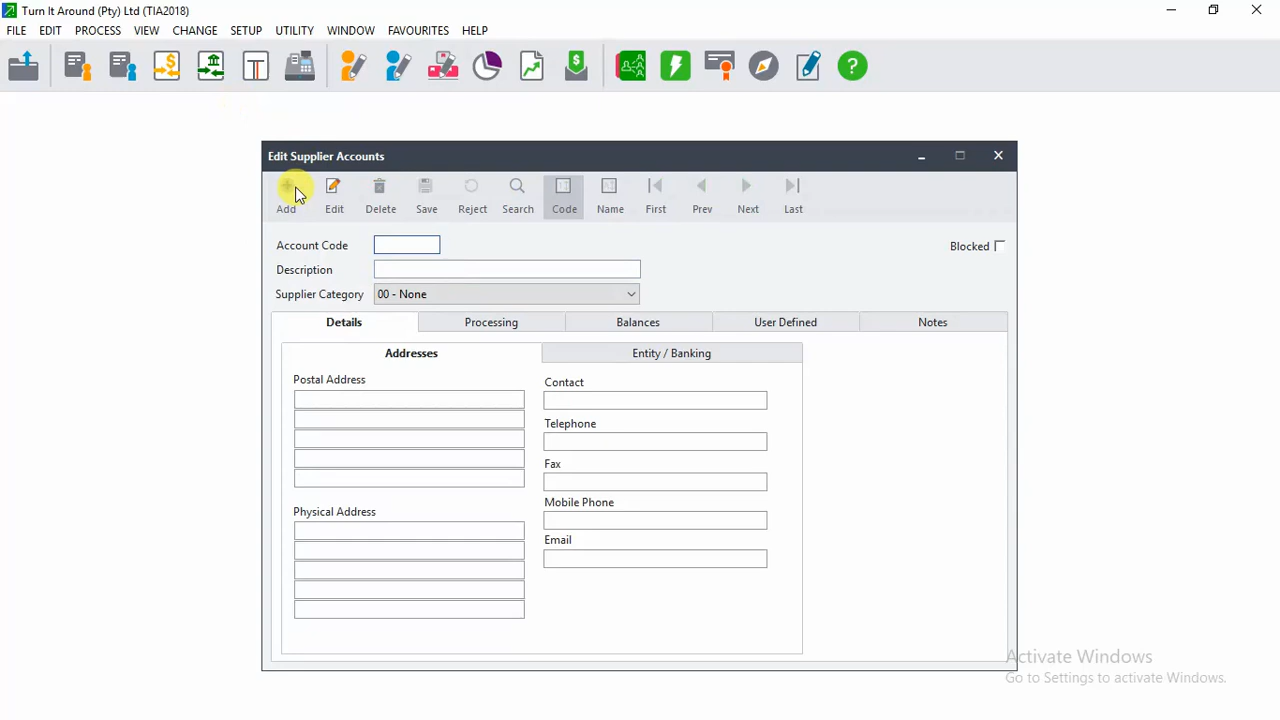 Turn It Around (Pty) Ltd (TIA2018)
FILE EDIT PROCESS VIEW CHANGE SETUP UTILITY WINDOW FAVOURITES HELP
Edit Supplier Accounts
Add Edit Delete Save Reject Search Code Name First Prev Next Last
Account Code Blocked
Description
Supplier Category 00 - None
Details Processing Balances User Defined Notes
Addresses Entity / Banking
Postal Address
Contact
Telephone
Fax
Mobile Phone
Physical Address
Email
Activate Windows
Go to Settings to activate Windows.